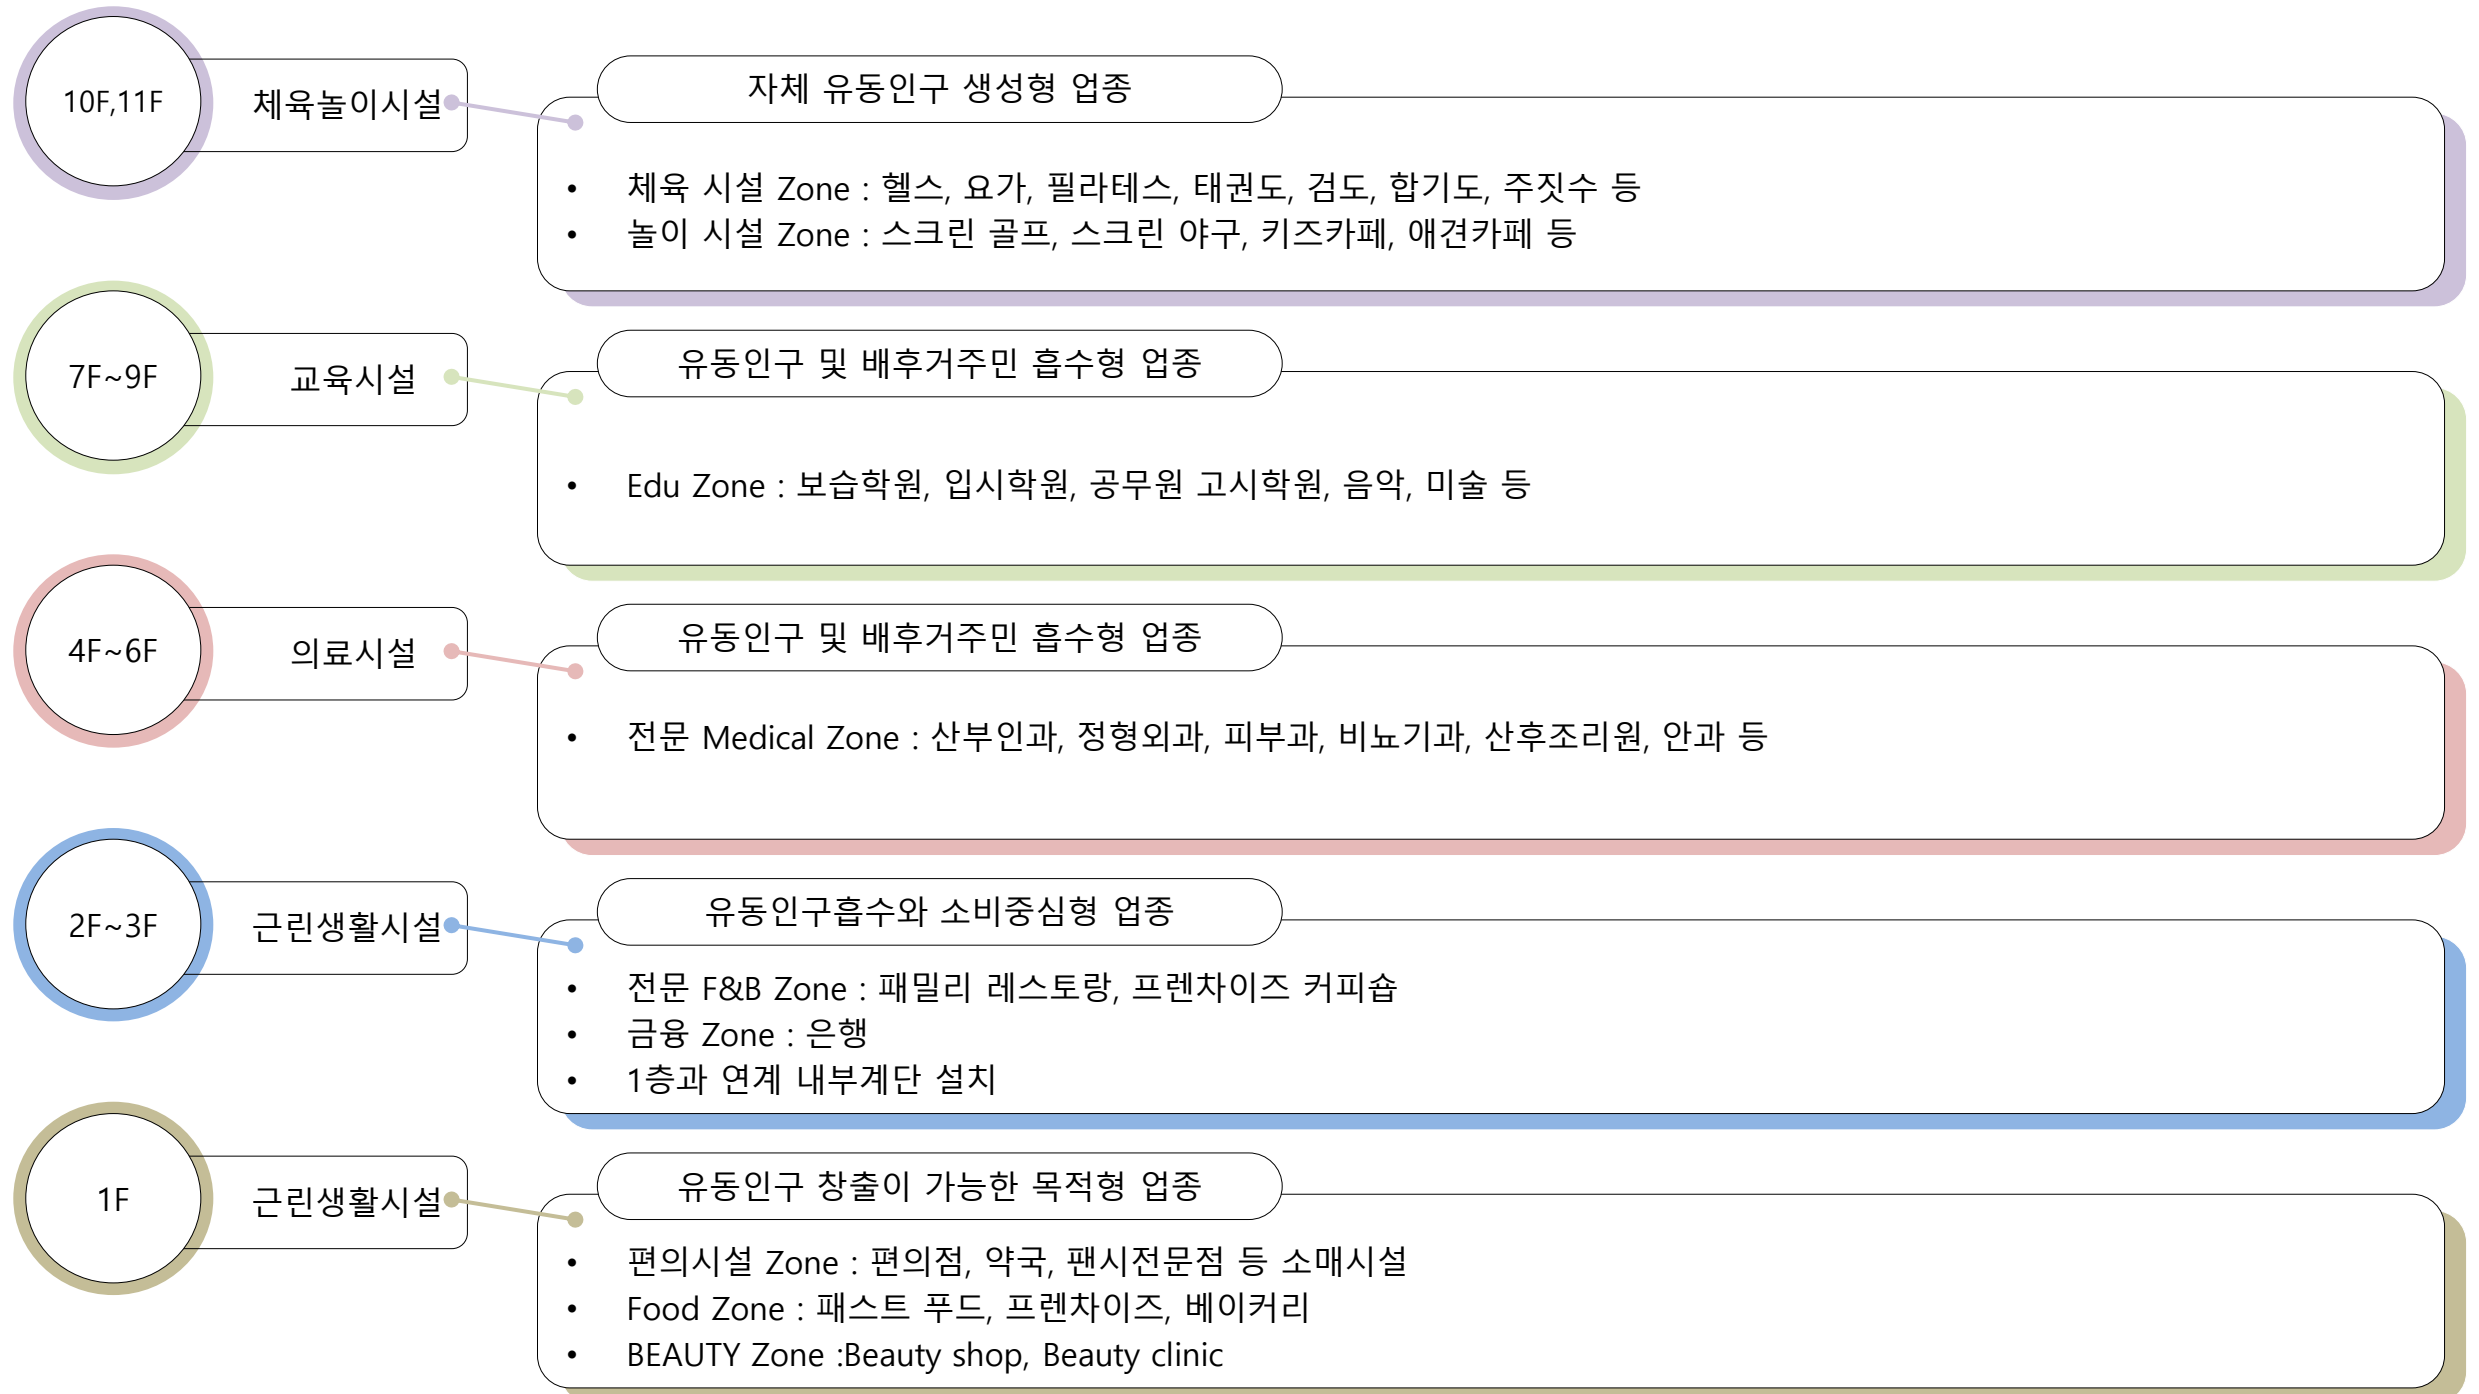 10F,11F
체육놀이시설
자체 유동인구 생성형 업종
• 체육 시설 Zone : 헬스, 요가, 필라테스, 태권도, 검도, 합기도, 주짓수 등
• 놀이 시설 Zone : 스크린 골프, 스크린 야구, 키즈카페, 애견카페 등
7F~9F
교육시설
유동인구 및 배후거주민 흡수형 업종
• Edu Zone : 보습학원, 입시학원, 공무원 고시학원, 음악, 미술 등
4F~6F
의료시설
유동인구 및 배후거주민 흡수형 업종
• 전문 Medical Zone : 산부인과, 정형외과, 피부과, 비뇨기과, 산후조리원, 안과 등
2F~3F
근린생활시설
유동인구흡수와 소비중심형 업종
• 전문 F&B Zone : 패밀리 레스토랑, 프렌차이즈 커피숍
• 금융 Zone : 은행
• 1층과 연계 내부계단 설치
1F
근린생활시설
유동인구 창출이 가능한 목적형 업종
• 편의시설 Zone : 편의점, 약국, 팬시전문점 등 소매시설
• Food Zone : 패스트 푸드, 프렌차이즈, 베이커리
• BEAUTY Zone :Beauty shop, Beauty clinic